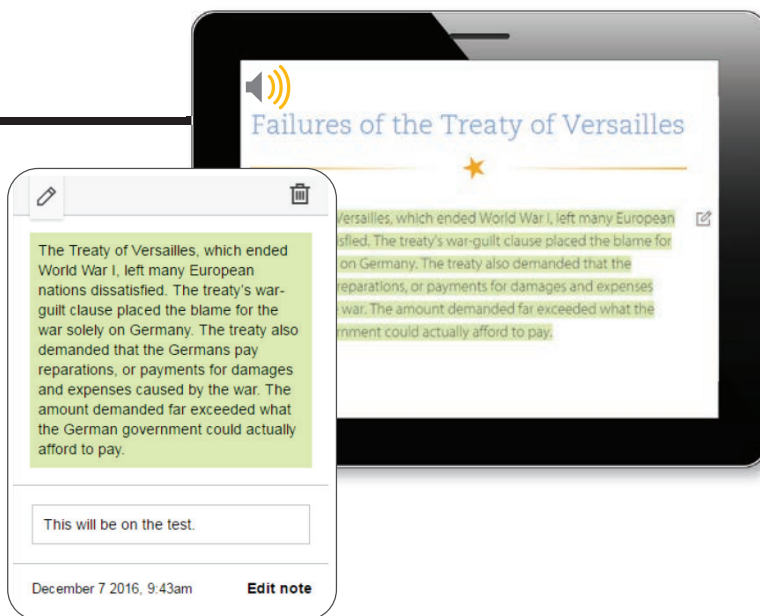 Failures of the Treaty of Versailles
Versailles, which ended World War I, left many European
The treaty's war-guilt clause placed the blame for
on Germany. The treaty also demanded that the
reparations, or payments for damages and expenses
war. The amount demanded far exceeded what the
could actually afford to pay.
The Treaty of Versailles, which ended
World War I, left many European
nations dissatisfied. The treaty's war-
guilt clause placed the blame for the
war solely on Germany. The treaty also
demanded that the Germans pay
reparations, or payments for damages
and expenses caused by the war. The
amount demanded far exceeded what
the German government could actually
afford to pay.
This will be on the test.
December 7 2016, 9:43am Edit note